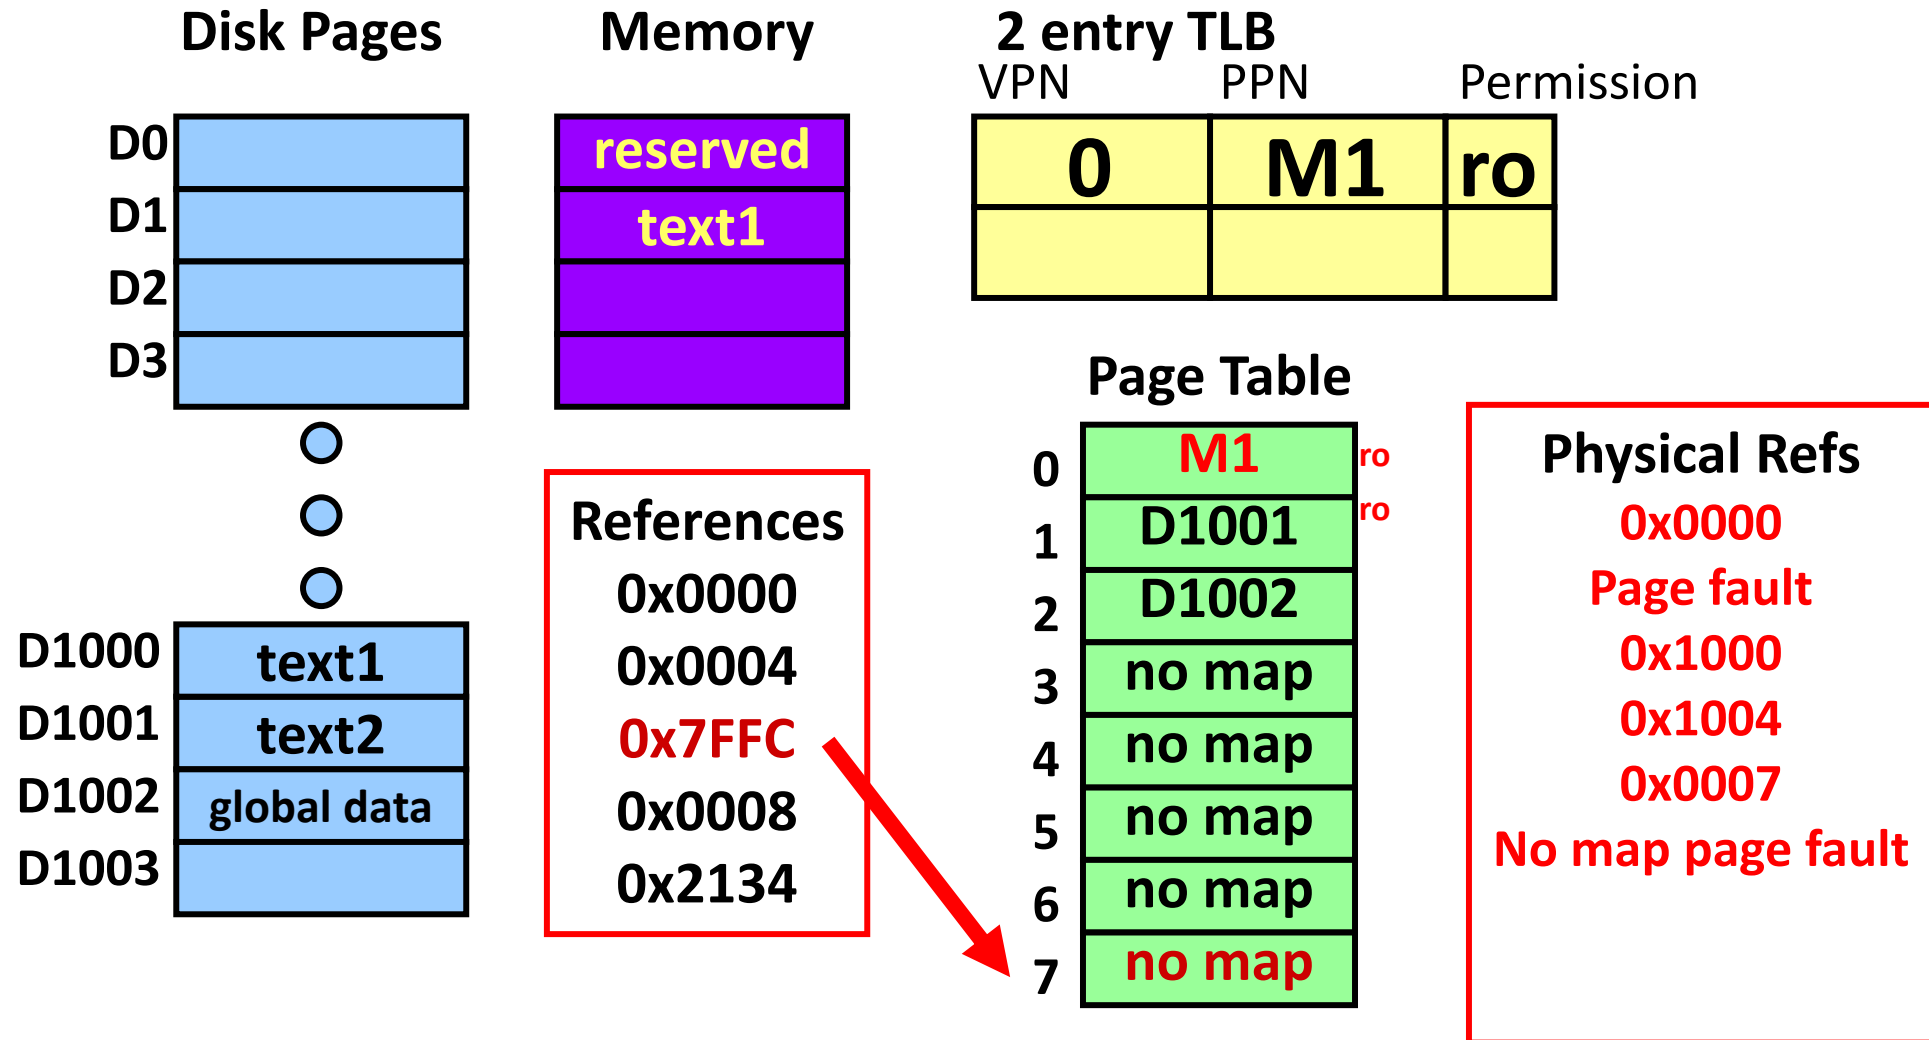 Disk Pages
Memory
2 entry TLB
VPN PPN Permission
D0
D1
D2
D3
reserved
text1
0 M1 ro
D1000 text1
D1001 text2
D1002 global data
D1003
References
0x0000
0x0004
0x7FFC
0x0008
0x2134
Page Table
0 M1 ro
1 D1001 ro
2 D1002
3 no map
4 no map
5 no map
6 no map
7 no map
Physical Refs
0x0000
Page fault
0x1000
0x1004
0x0007
No map page fault